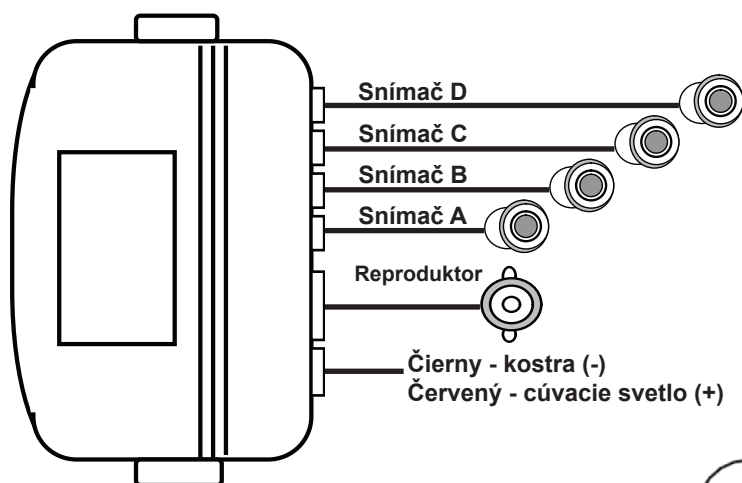 Snímač D
Snímač C
Snímač B
Snímač A
Reproduktor
Čierny - kostra (-)
Červený - cúvacie svetlo (+)